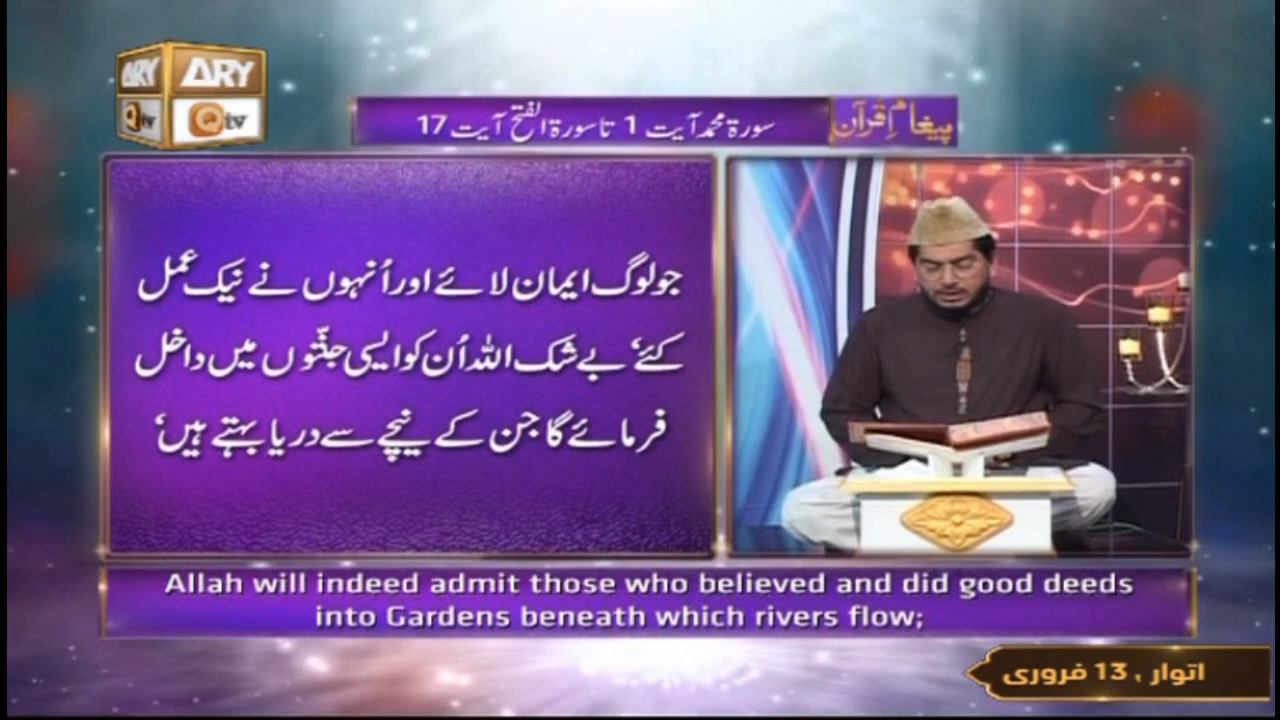 ARY
ARY
Qtv
Qtv
پیغام قرآن
سورۃ محمد آیت 1 تا سورۃ الفتح آیت 17
جو لوگ ایمان لائے اور اُنہوں نے نیک عمل
کئے‘ بے شک اللہ اُن کو ایسی جنّتوں میں داخل
فرمائے گا جن کے نیچے سے دریا بہتے ہیں‘
Allah will indeed admit those who believed and did good deeds
into Gardens beneath which rivers flow;
اتوار ، 13 فروری